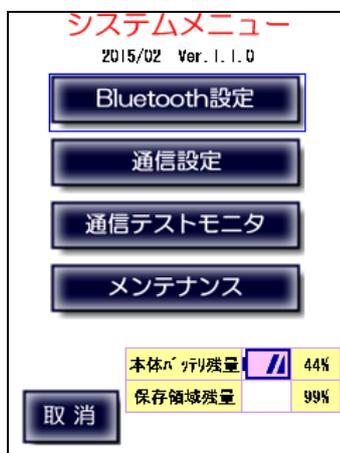 システムメニュー
2015/02 Ver.1.1.0
Bluetooth設定
通信設定
通信テストモニタ
メンテナンス
本体ﾊﾞｯﾃﾘ残量 44%
保存領域残量 99%
取 消